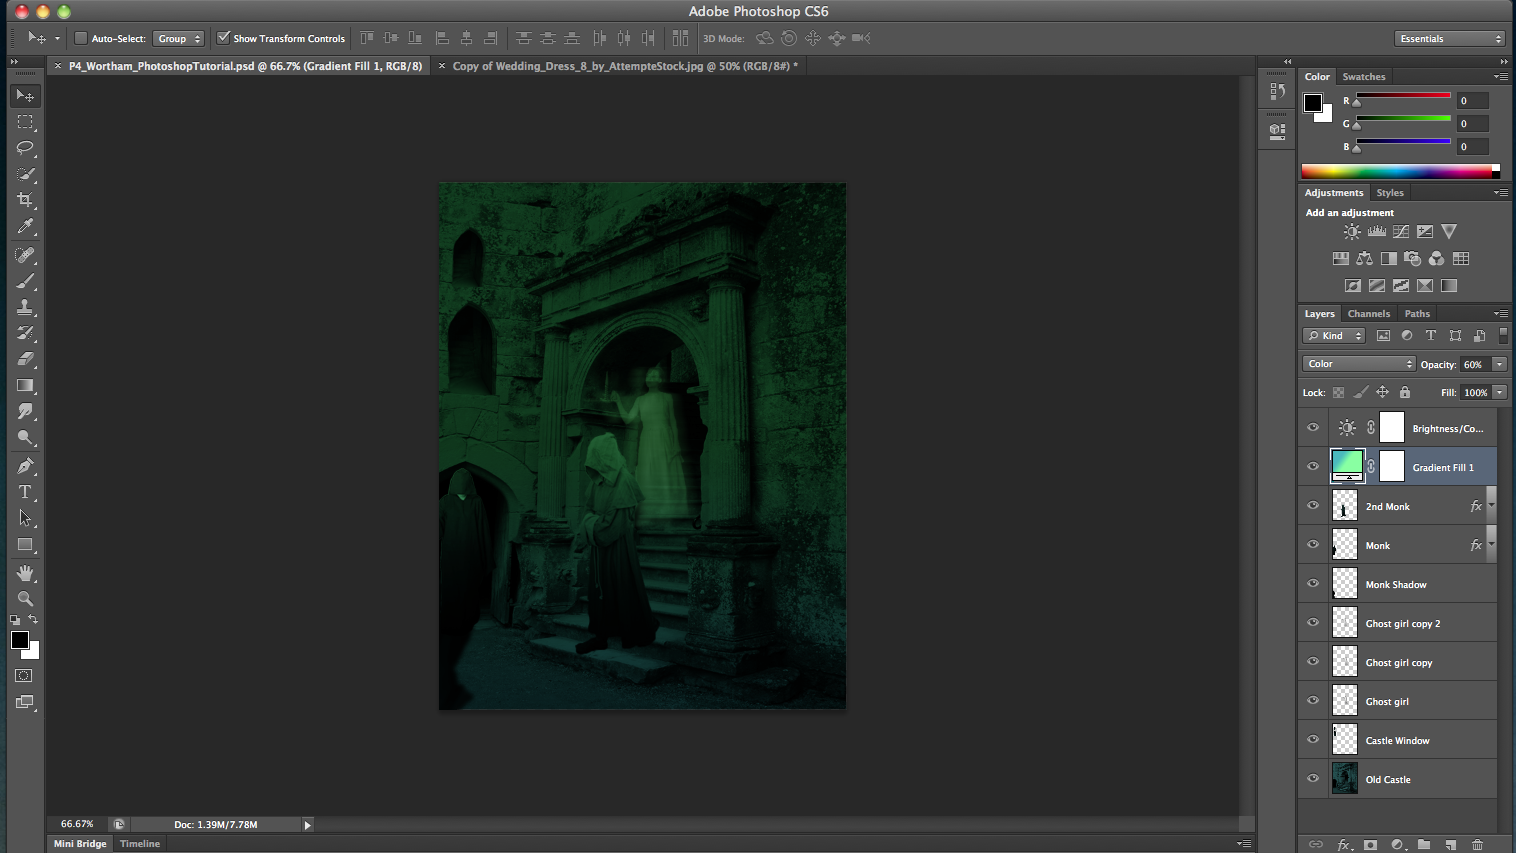 Adobe Photoshop CS6
Auto-Select: Group Show Transform Controls 3D Mode: Essentials
P4_Wortham_PhotoshopTutorial.psd @ 66.7% (Gradient Fill 1, RGB/8) Copy of Wedding_Dress_8_by_AttempteStock.jpg @ 50% (RGB/8#) *
Color Swatches
R 0
G 0
B 0
Adjustments Styles
Add an adjustment
Layers Channels Paths
Kind T
Color Opacity: 60%
Lock: Fill: 100%
Brightness/Co...
Gradient Fill 1
2nd Monk fx
Monk fx
Monk Shadow
Ghost girl copy 2
Ghost girl copy
Ghost girl
Castle Window
Old Castle
T
66.67% Doc: 1.39M/7.78M
Mini Bridge Timeline
fx